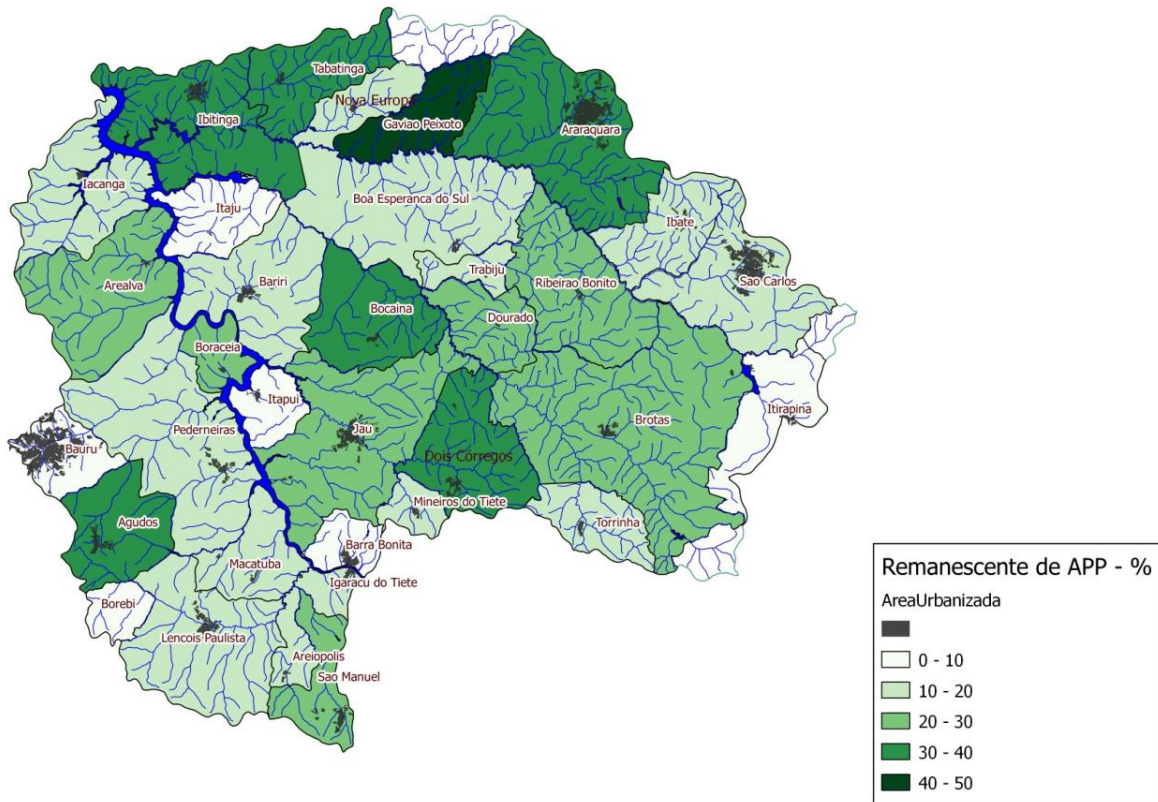 Tabatinga
Nova Europa
Ibitinga
Gaviao Peixoto
Araraquara
Iacanga
Boa Esperanca do Sul
Itaju
Ibate
Arealva
Bariri
Trabiju
Ribeirao Bonito
Sao Carlos
Bocaina
Dourado
Boraceia
Itapui
Itirapina
Pederneiras
Jau
Brotas
Bauru
Dois Córregos
Mineiros do Tiete
Agudos
Torrinha
Barra Bonita
Macatuba
Igaracu do Tiete
Borebi
Lencois Paulista
Areiopolis
Sao Manuel
Remanescente de APP - %
AreaUrbanizada
0 - 10
10 - 20
20 - 30
30 - 40
40 - 50